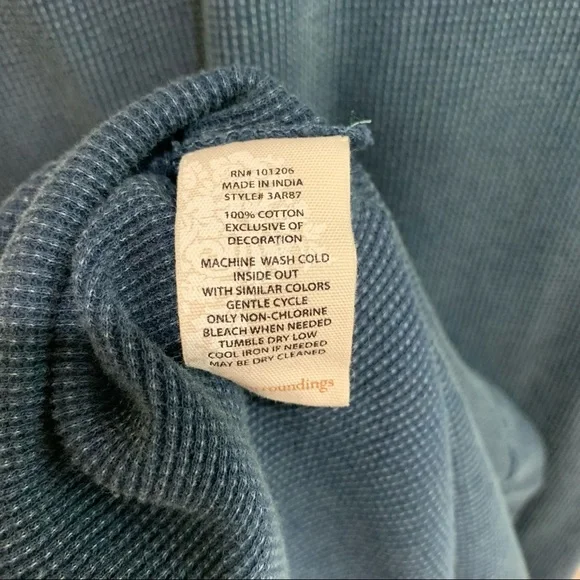 RN# 101206
MADE IN INDIA
STYLE# 3AR87
100% COTTON
EXCLUSIVE OF
DECORATION
MACHINE WASH COLD
INSIDE OUT
WITH SIMILAR COLORS
GENTLE CYCLE
ONLY NON-CHLORINE
BLEACH WHEN NEEDED
TUMBLE DRY LOW
COOL IRON IF NEEDED
MAY BE DRY CLEANED